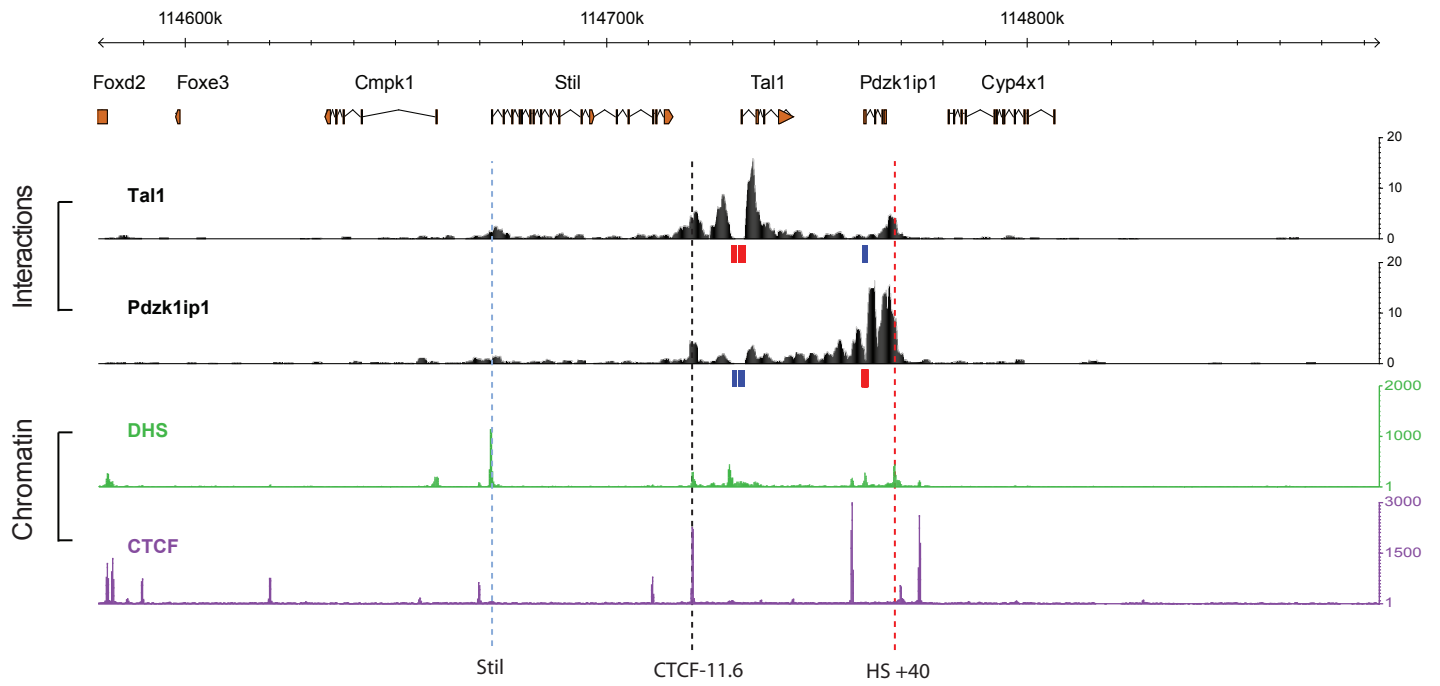 114600k 114700k 114800k
Foxd2 Foxe3 Cmpk1 Stil Tal1 Pdzk1ip1 Cyp4x1
20
Interactions
Tal1
10
0
20
Pdzk1ip1
10
0
2000
Chromatin
DHS
1000
1
3000
CTCF
1500
1
Stil CTCF-11.6 HS +40